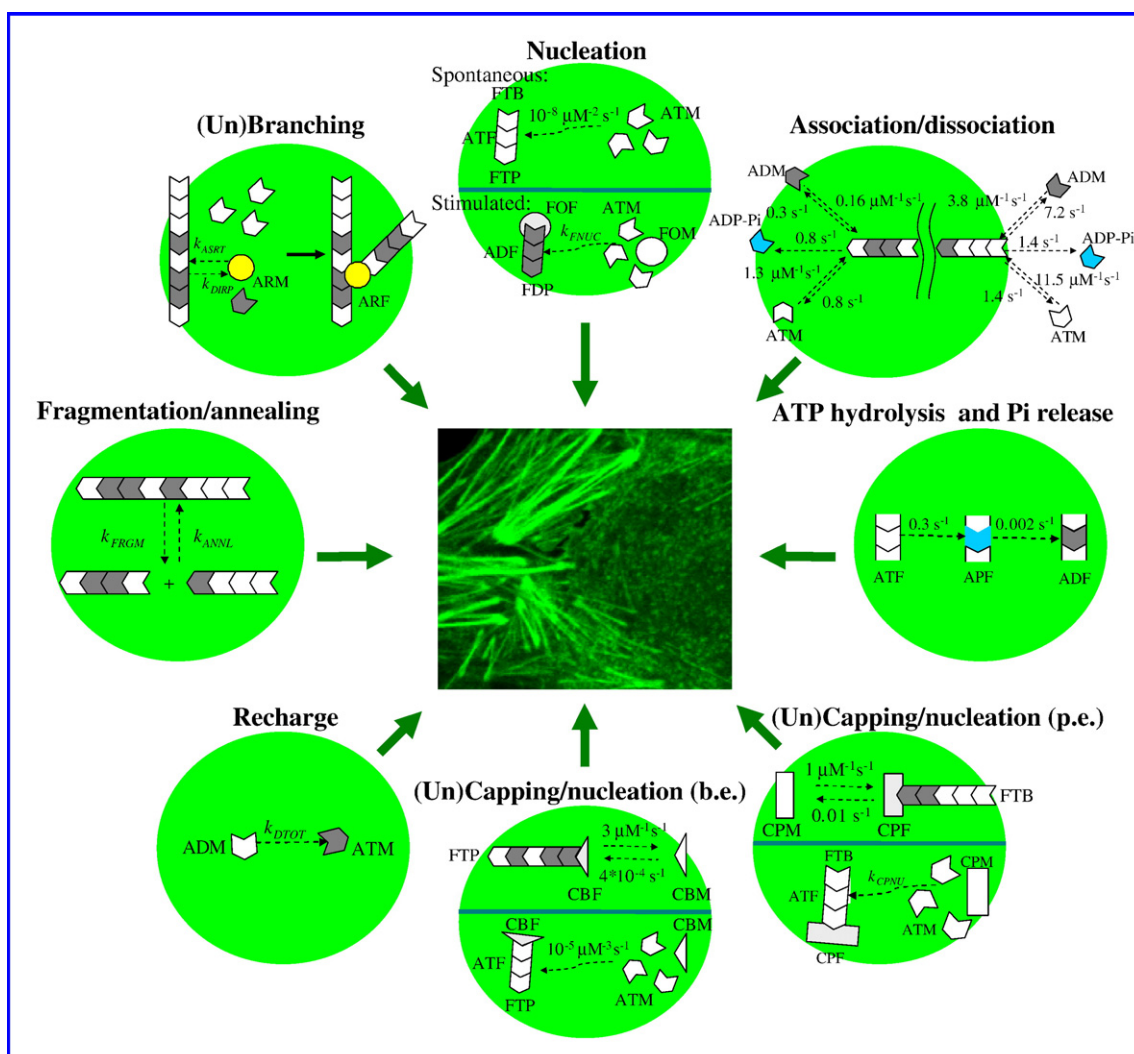 Nucleation
Spontaneous:
FTB
10⁻⁸ µM⁻² s⁻¹
ATM
ATF
FTP
Stimulated:
FOF
ATM
k_FNUC
FOM
ADF
FDP
(Un)Branching
k_ASRT
k_DIRP
ARM
ARF
Association/dissociation
ADM
0.16 µM⁻¹s⁻¹
3.8 µM⁻¹s⁻¹
ADM
0.3 s⁻¹
7.2 s⁻¹
ADP-Pi
0.8 s⁻¹
1.4 s⁻¹
ADP-Pi
1.3 µM⁻¹s⁻¹
11.5 µM⁻¹s⁻¹
0.8 s⁻¹
1.4 s⁻¹
ATM
ATM
Fragmentation/annealing
k_FRGM
k_ANNL
+
ATP hydrolysis and Pi release
0.3 s⁻¹
0.002 s⁻¹
ATF
APF
ADF
Recharge
ADM
k_DTOT
ATM
(Un)Capping/nucleation (b.e.)
3 µM⁻¹s⁻¹
FTP
4*10⁻⁴ s⁻¹
CBF
CBM
CBF
CBM
10⁻⁵ µM⁻³s⁻¹
ATF
FTP
ATM
(Un)Capping/nucleation (p.e.)
1 µM⁻¹s⁻¹
FTB
0.01 s⁻¹
CPM
CPF
FTB
CPM
k_CPNU
ATF
ATM
CPF